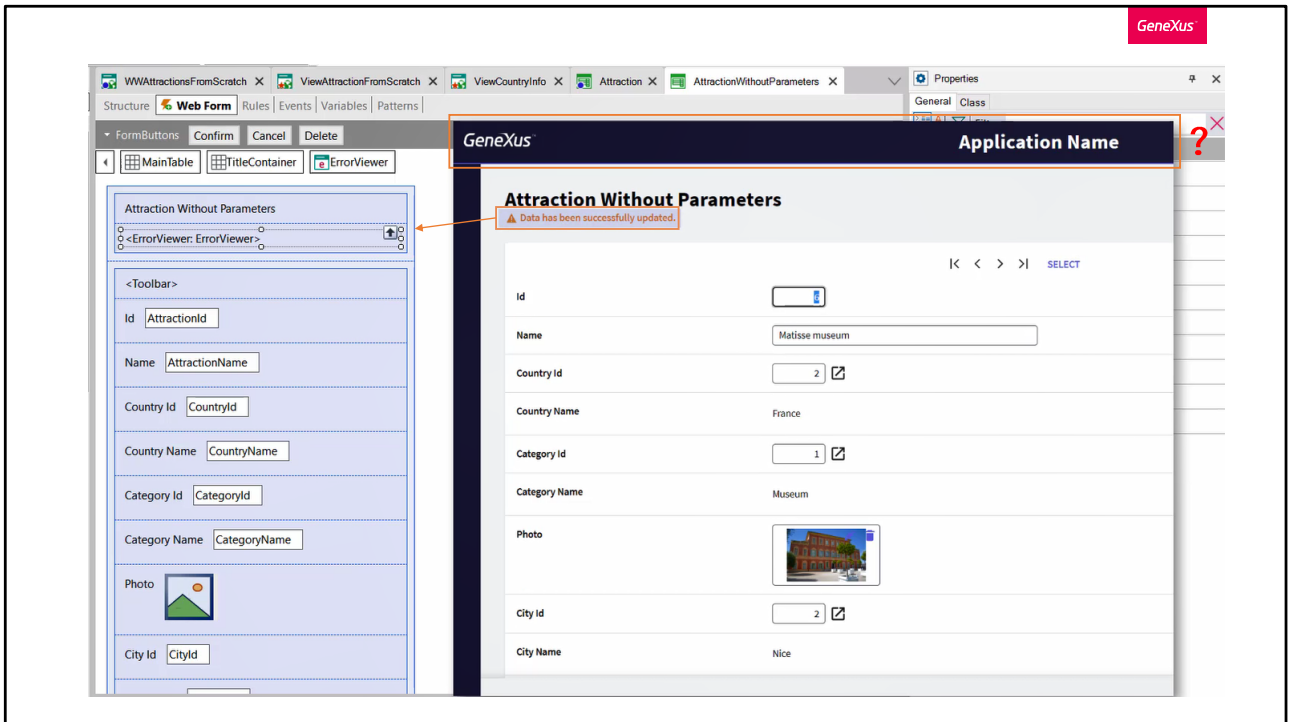 GeneXus™
WWAttractionsFromScratch
ViewAttractionFromScratch
ViewCountryInfo
Attraction
AttractionWithoutParameters
Properties
Structure
Web Form
Rules
Events
Variables
Patterns
General
Class
FormButtons
Confirm
Cancel
Delete
GeneXus™
Application Name
?
MainTable
TitleContainer
ErrorViewer
Attraction Without Parameters
Attraction Without Parameters
Data has been successfully updated.
<ErrorViewer: ErrorViewer>
SELECT
<Toolbar>
Id
Id AttractionId
Name
Matisse museum
Name AttractionName
Country Id
2
Country Id CountryId
Country Name
France
Country Name CountryName
Category Id
1
Category Id CategoryId
Category Name
Museum
Category Name CategoryName
Photo
Photo
City Id
2
City Id CityId
City Name
Nice